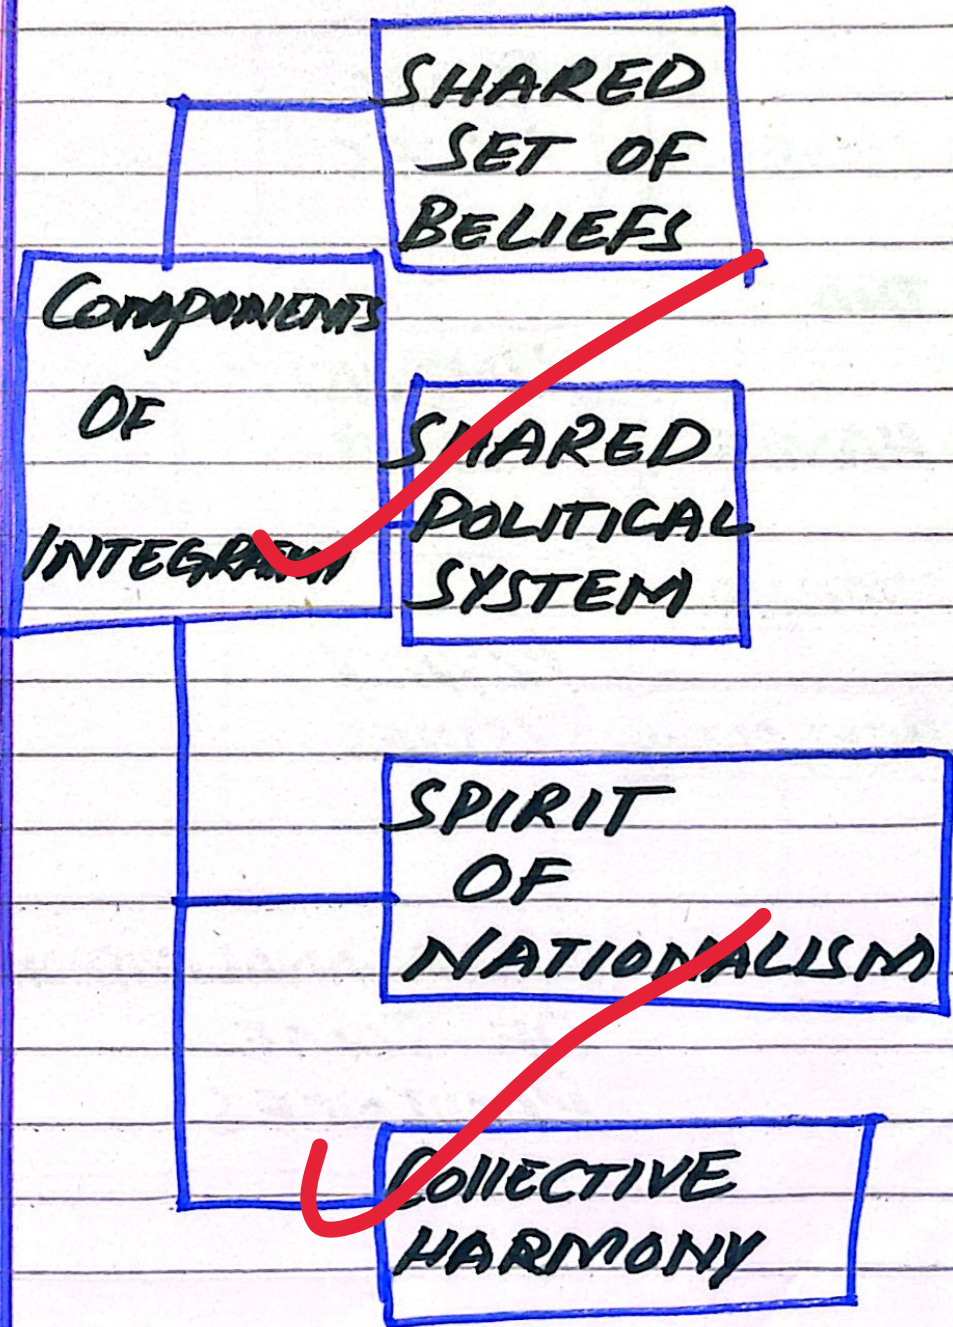 SHARED
SET OF
BELIEFS
COMPONENTS
OF
INTEGRATION
SHARED
POLITICAL
SYSTEM
SPIRIT
OF
NATIONALISM
COLLECTIVE
HARMONY